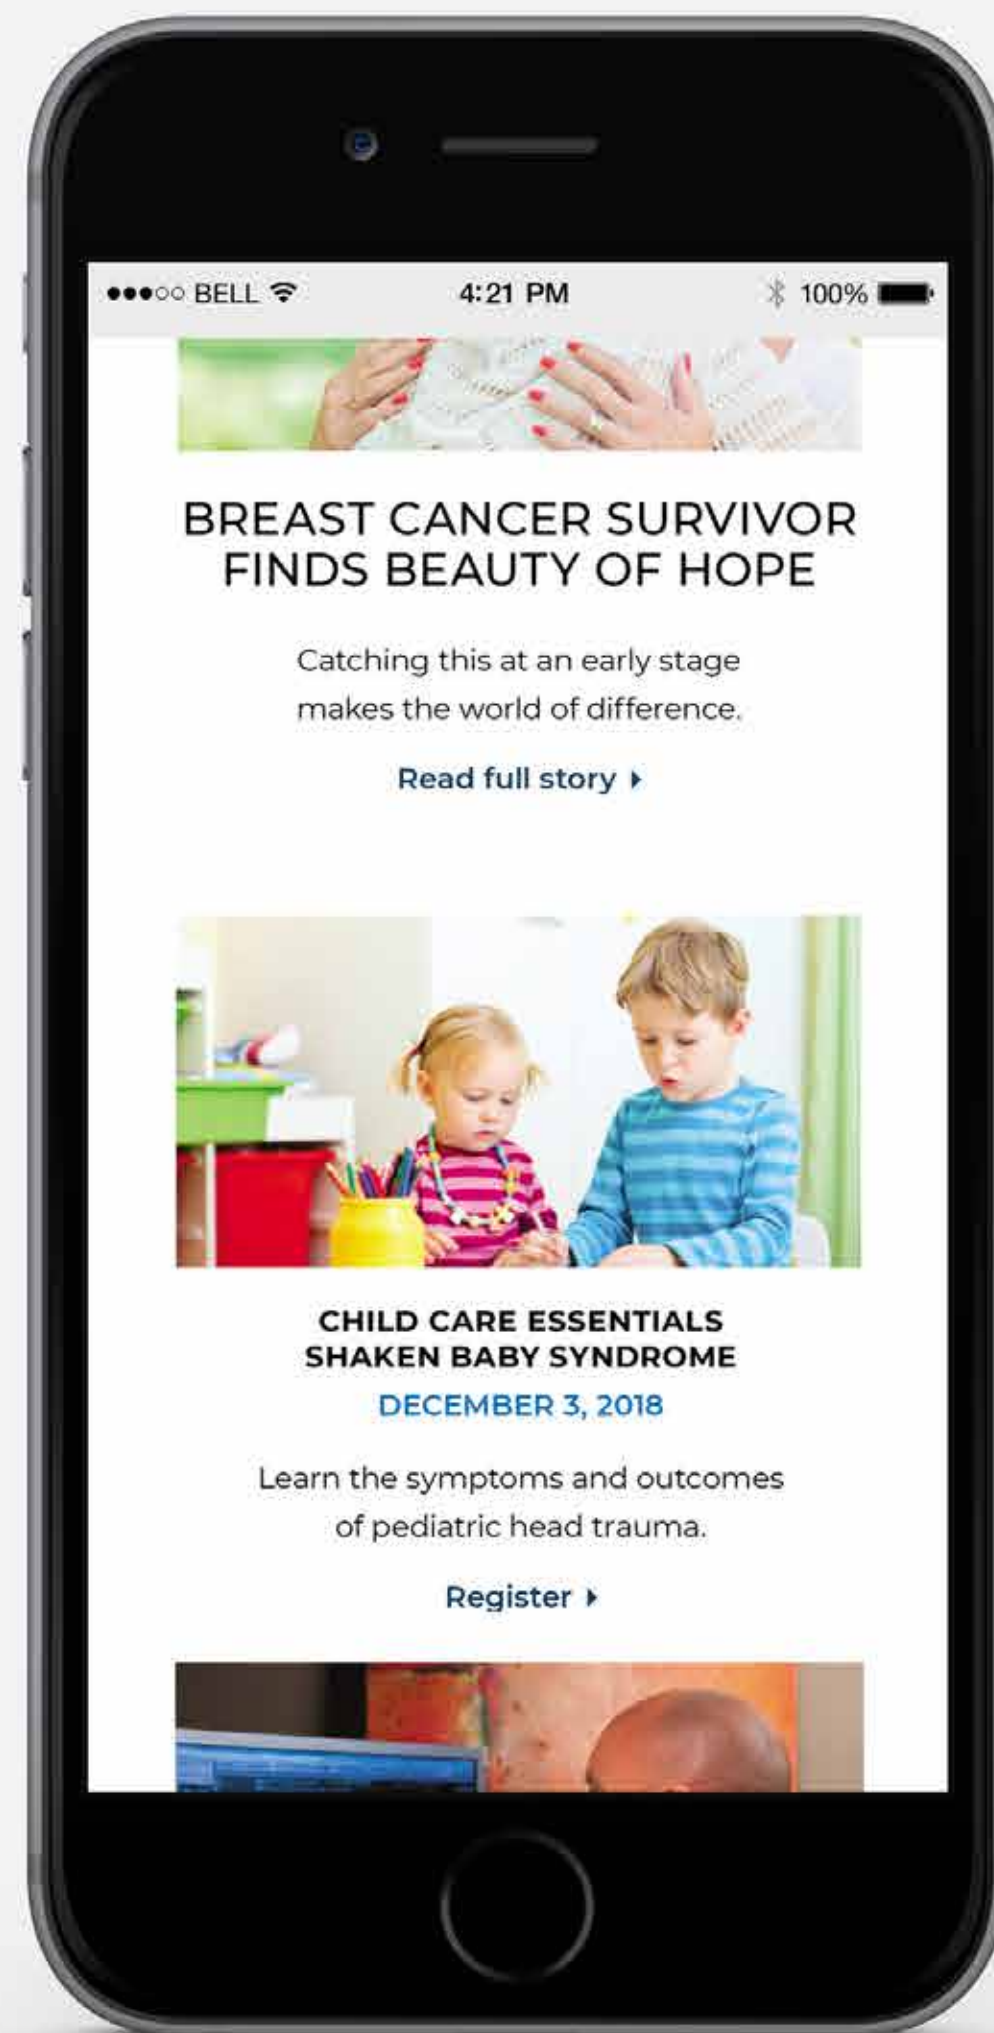 BELL
4:21 PM
100%
BREAST CANCER SURVIVOR
FINDS BEAUTY OF HOPE
Catching this at an early stage
makes the world of difference.
Read full story
CHILD CARE ESSENTIALS
SHAKEN BABY SYNDROME
DECEMBER 3, 2018
Learn the symptoms and outcomes
of pediatric head trauma.
Register